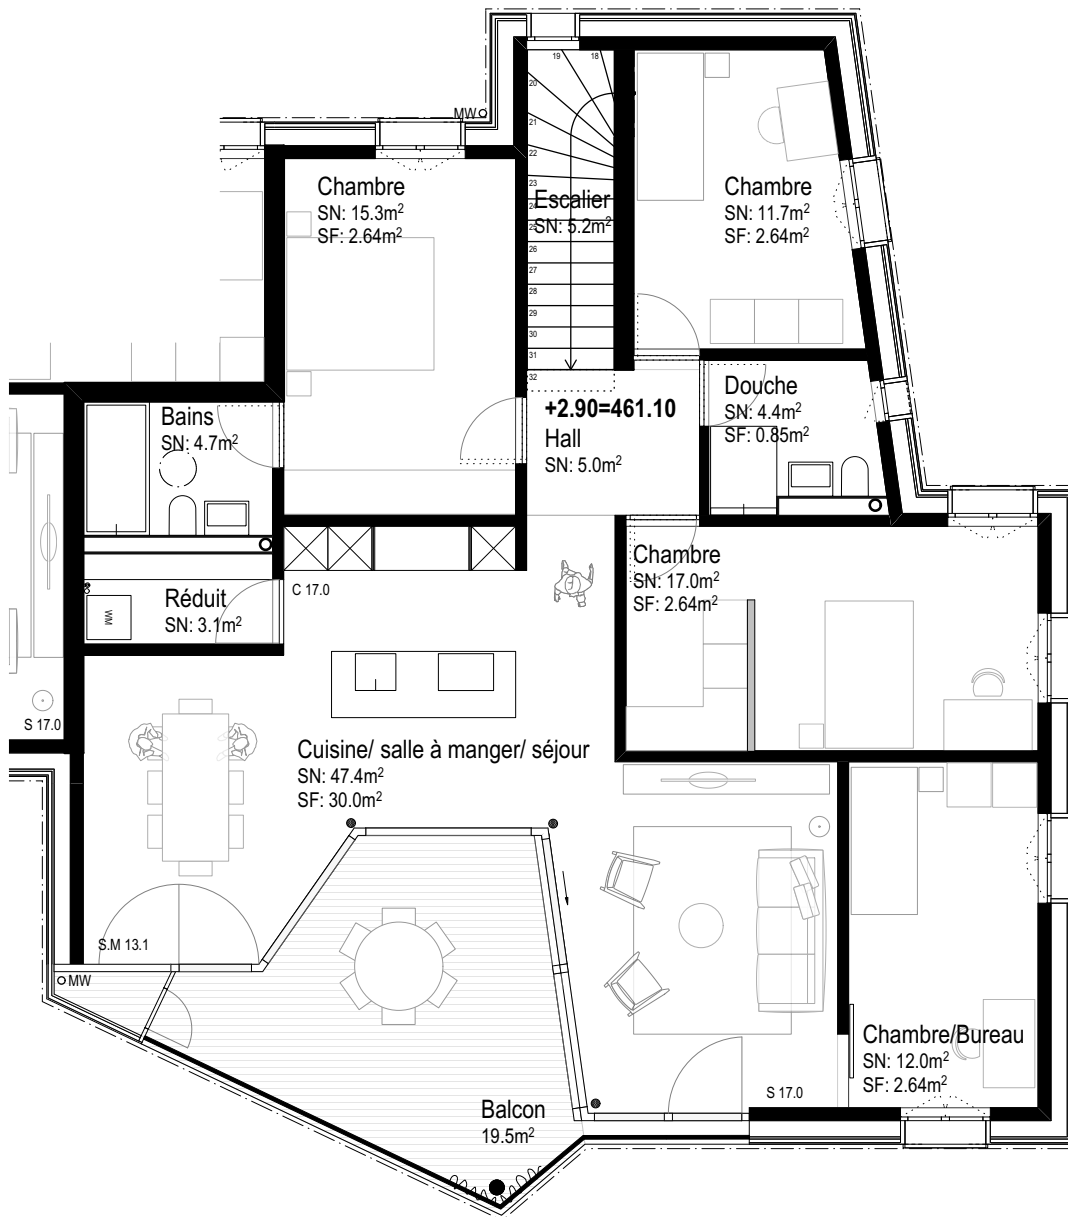 19
18
20
21
22
23
24
25
26
27
28
29
30
31
32
MW
Chambre
SN: 15.3m²
SF: 2.64m²
Escalier
SN: 5.2m²
Chambre
SN: 11.7m²
SF: 2.64m²
Bains
SN: 4.7m²
+2.90=461.10
Hall
SN: 5.0m²
Douche
SN: 4.4m²
SF: 0.85m²
Réduit
SN: 3.1m²
WM
C 17.0
Chambre
SN: 17.0m²
SF: 2.64m²
S 17.0
Cuisine/ salle à manger/ séjour
SN: 47.4m²
SF: 30.0m²
S.M 13.1
MW
Chambre/Bureau
SN: 12.0m²
SF: 2.64m²
S 17.0
Balcon
19.5m²